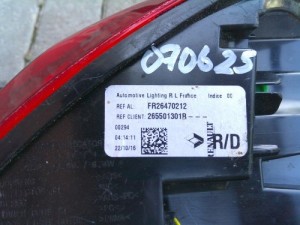 090625
Automotive Lighting R L France Indice 00
REF AL: FR26470212
REF CLIENT: 265501301R---
00294
04:14:11
22/10/16
RENAULT
R/D